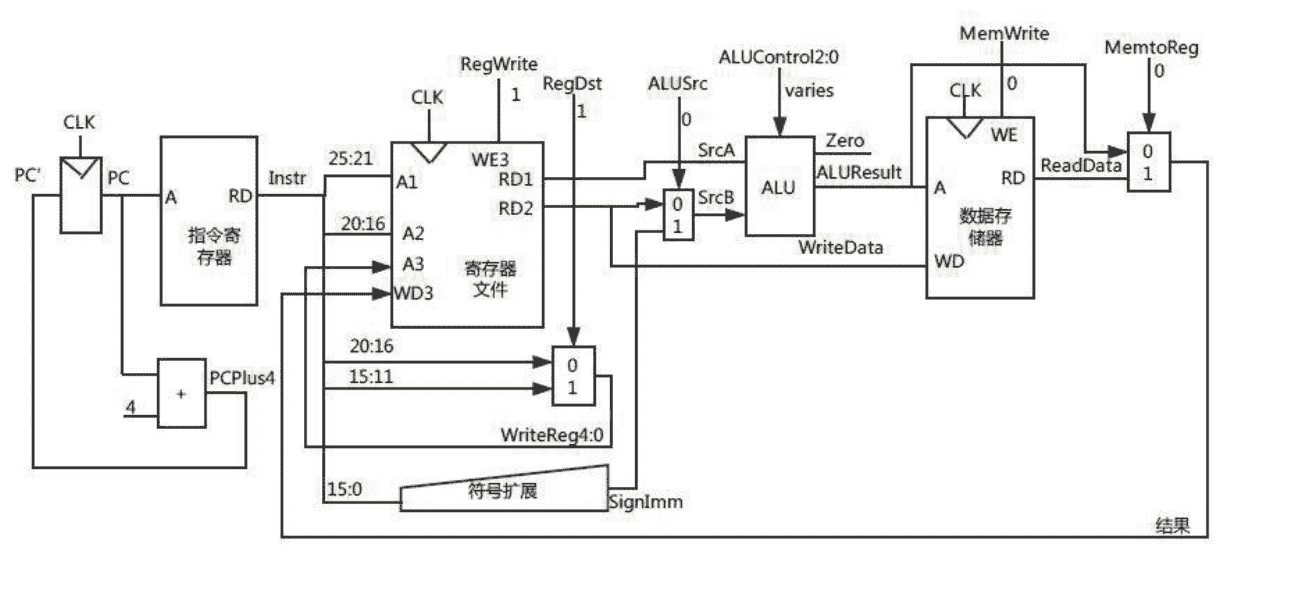 MemWrite
MemtoReg
ALUControl2:0
RegWrite
RegDst
ALUSrc
0
CLK
varies
CLK
0
1
1
0
CLK
WE
Zero
0
1
25:21
WE3
SrcA
ReadData
PC'
PC
Instr
A1
RD1
ALUResult
RD
A
RD
ALU
A
RD2
0
1
SrcB
20:16
A2
数据存
储器
指令寄
存器
A3
寄存器
文件
WriteData
WD
WD3
20:16
0
1
15:11
PCPlus4
+
4
WriteReg4:0
15:0
符号扩展
SignImm
结果